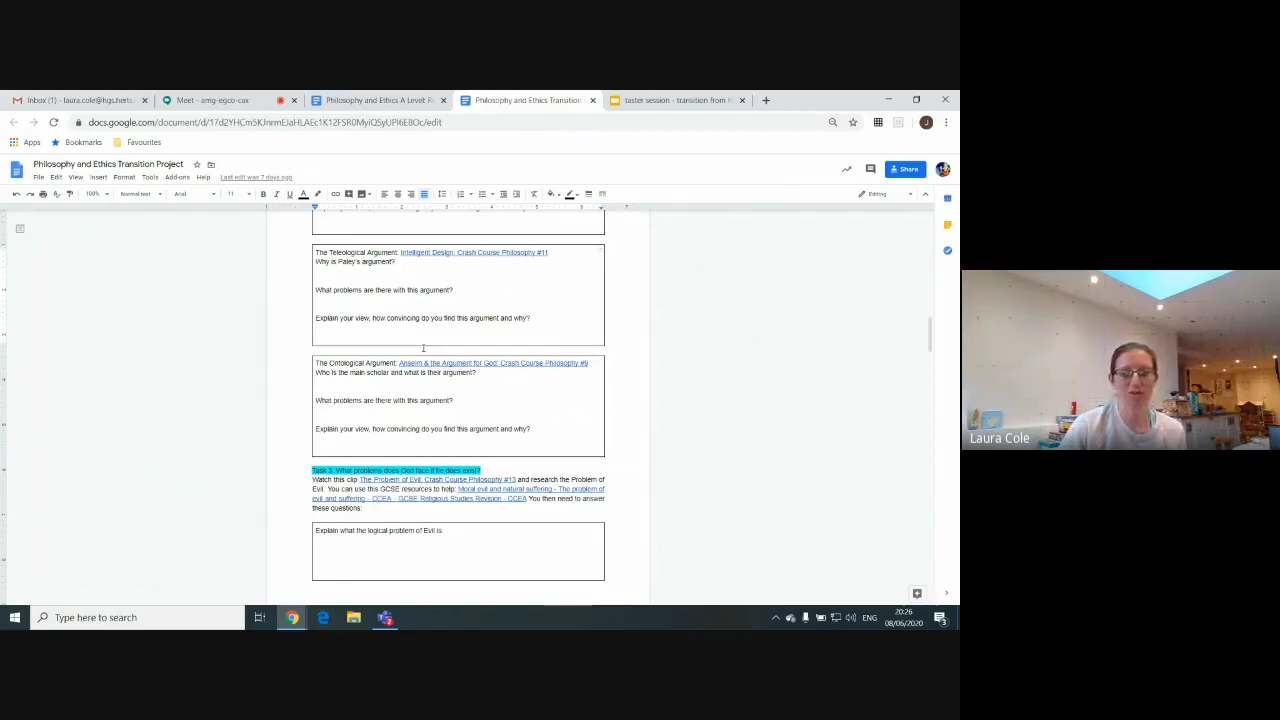 Inbox (1) - laura.cole@hgs.herts.
Meet - amg-egco-cax
Philosophy and Ethics A Level: R
Philosophy and Ethics Transition
taster session - transition from
Apps
Bookmarks
Favourites
J
Philosophy and Ethics Transition Project
File Edit View Insert Format Tools Add-ons Help Last edit was 7 days ago
Share
100% Normal text Arial 11
Editing
The Teleological Argument: Intelligent Design: Crash Course Philosophy #11
Why is Paley's argument?
What problems are there with this argument?
Explain your view, how convincing do you find this argument and why?
The Ontological Argument: Anselm & the Argument for God: Crash Course Philosophy #9
Who is the main scholar and what is their argument?
What problems are there with this argument?
Explain your view, how convincing do you find this argument and why?
Task 3: What problems does God face if he does exist?
Watch this clip The Problem of Evil: Crash Course Philosophy #13 and research the Problem of
Evil. You can use this GCSE resources to help: Moral evil and natural suffering - The problem of
evil and suffering - CCEA - GCSE Religious Studies Revision - CCEA You then need to answer
these questions:
Explain what the logical problem of Evil is.
Laura Cole
Type here to search
ENG
20:26
08/06/2020